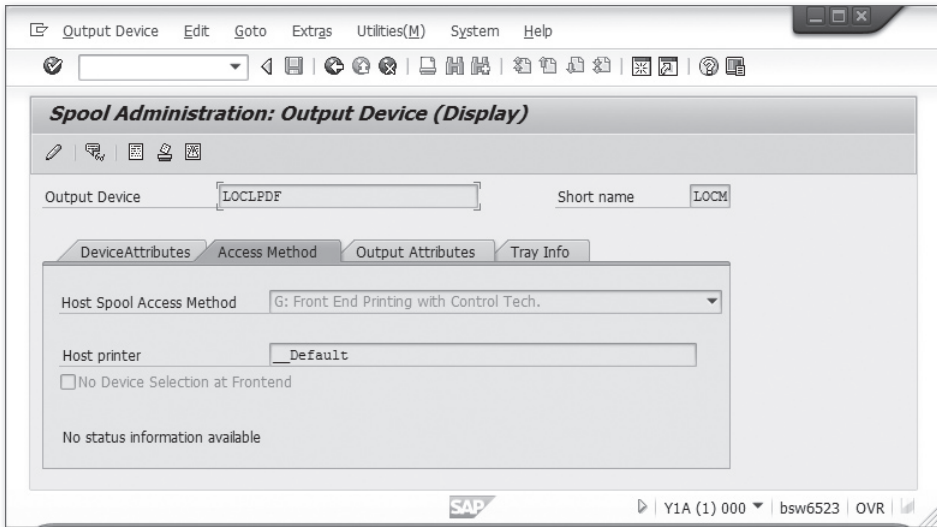 Output Device Edit Goto Extras Utilities(M) System Help
Spool Administration: Output Device (Display)
Output Device LOCLPDF Short name LOCM
DeviceAttributes Access Method Output Attributes Tray Info
Host Spool Access Method G: Front End Printing with Control Tech.
Host printer __Default
No Device Selection at Frontend
No status information available
SAP Y1A (1) 000 bsw6523 OVR